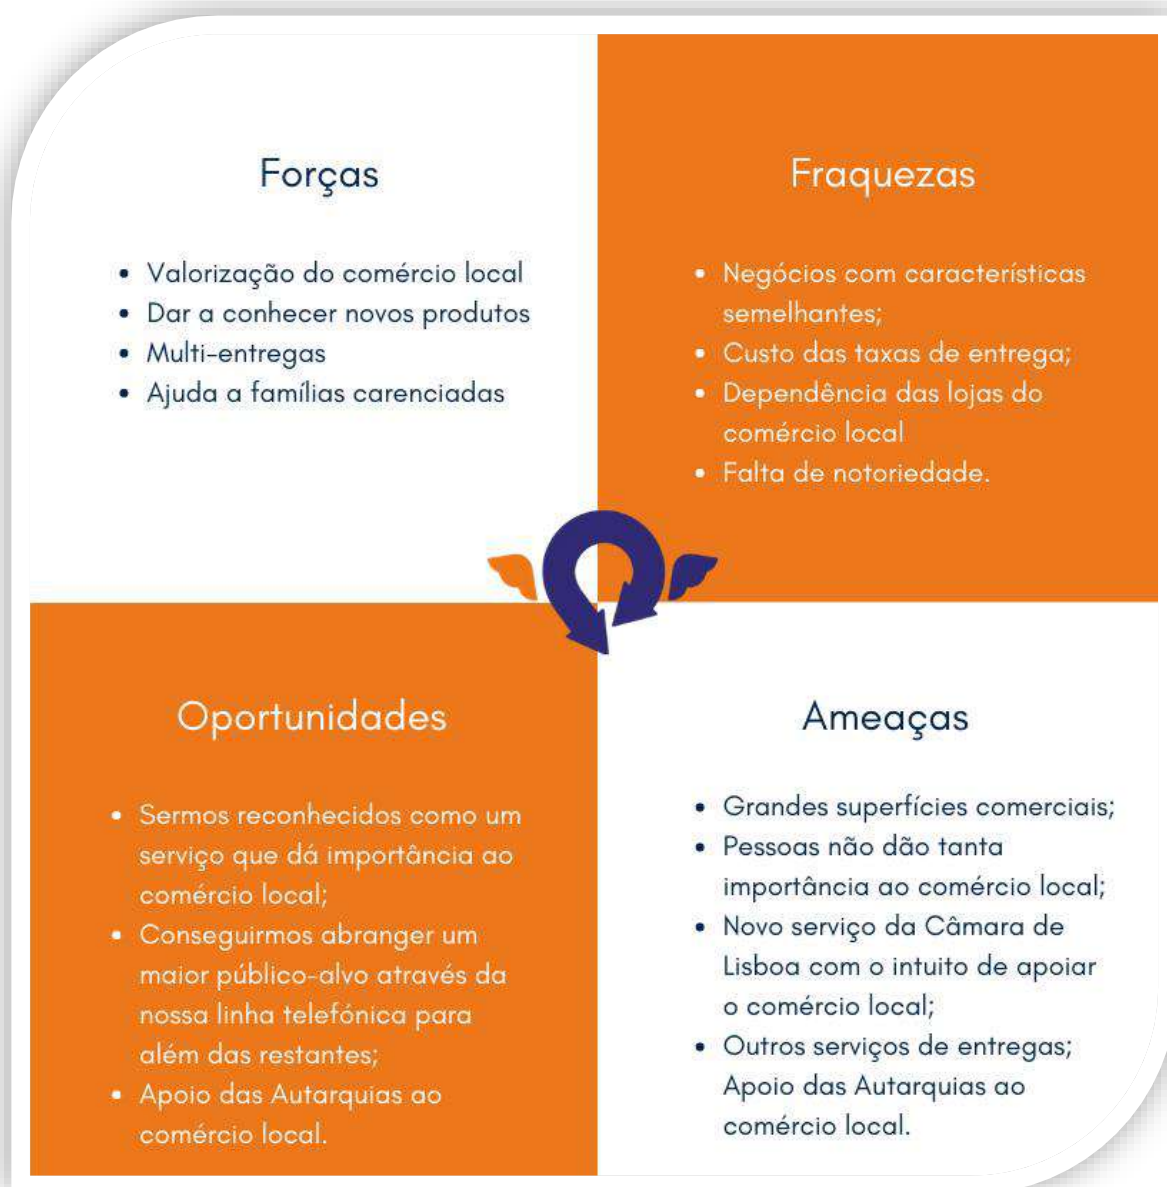 Forças
• Valorização do comércio local
• Dar a conhecer novos produtos
• Multi-entregas
• Ajuda a famílias carenciadas
Fraquezas
• Negócios com características
semelhantes;
• Custo das taxas de entrega;
• Dependência das lojas do
comércio local
• Falta de notoriedade.
Oportunidades
• Sermos reconhecidos como um
serviço que dá importância ao
comércio local;
• Conseguirmos abranger um
maior público-alvo através da
nossa linha telefónica para
além das restantes;
• Apoio das Autarquias ao
comércio local.
Ameaças
• Grandes superfícies comerciais;
• Pessoas não dão tanta
importância ao comércio local;
• Novo serviço da Câmara de
Lisboa com o intuito de apoiar
o comércio local;
• Outros serviços de entregas;
Apoio das Autarquias ao
comércio local.